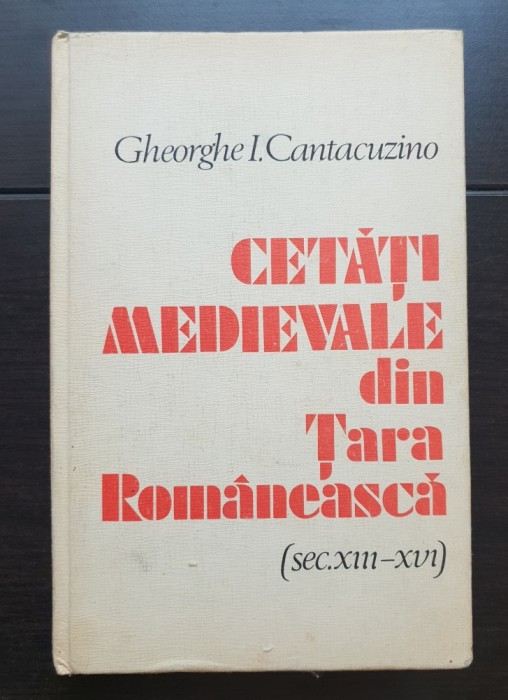 Gheorghe I. Cantacuzino
CETĂȚI
MEDIEVALE
din
Țara
Românească
(sec. XIII–XVI)